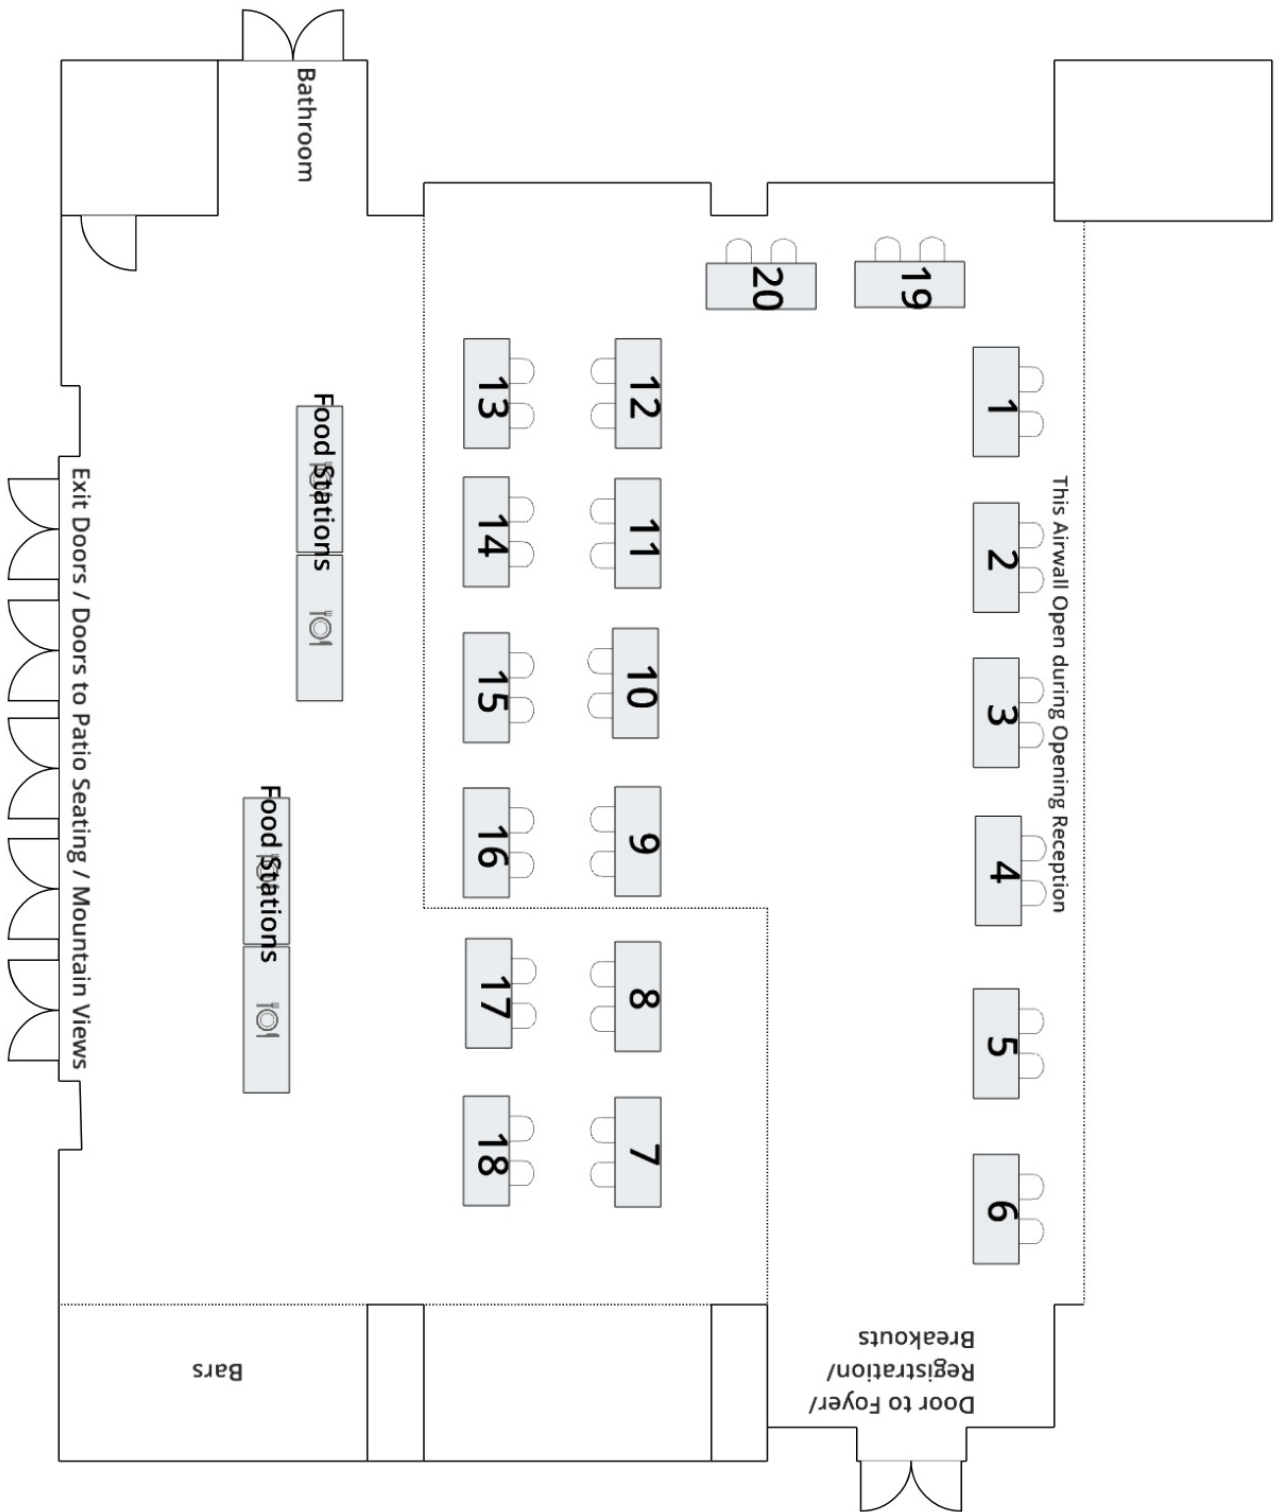 Bathroom
20
19
13
12
1
Food Stations
14
11
2
This Airwall Open during Opening Reception
Exit Doors / Doors to Patio Seating / Mountain Views
15
10
3
16
9
4
Food Stations
17
8
5
18
7
6
Door to Foyer/
Registration/
Breakouts
Bars